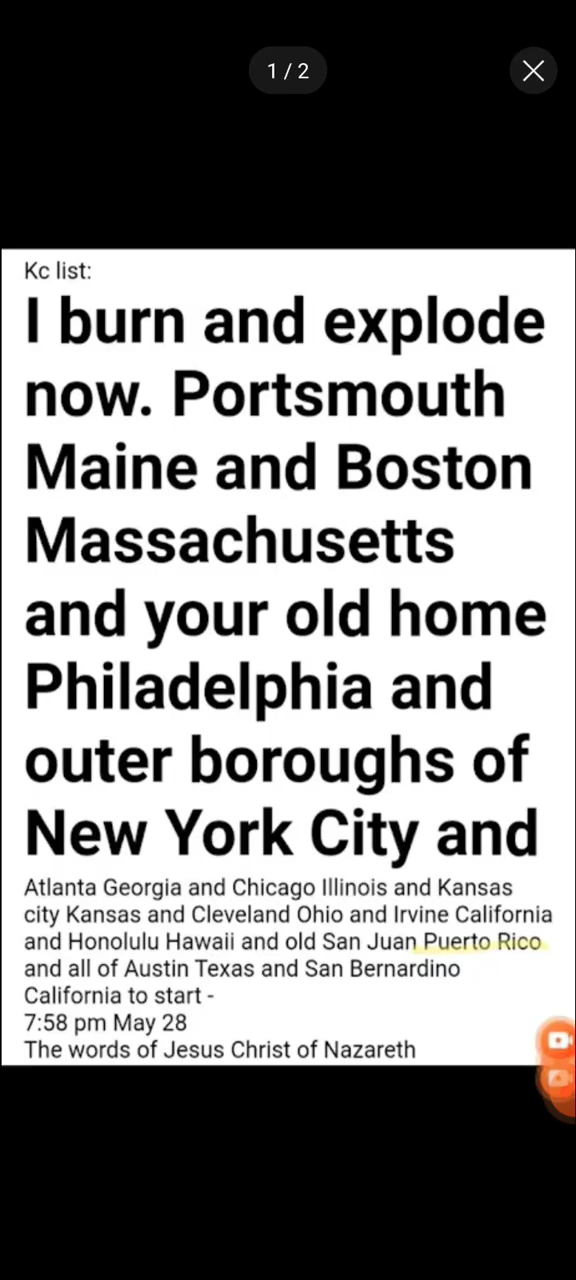 1 / 2
Kc list:
I burn and explode
now. Portsmouth
Maine and Boston
Massachusetts
and your old home
Philadelphia and
outer boroughs of
New York City and
Atlanta Georgia and Chicago Illinois and Kansas
city Kansas and Cleveland Ohio and Irvine California
and Honolulu Hawaii and old San Juan Puerto Rico
and all of Austin Texas and San Bernardino
California to start -
7:58 pm May 28
The words of Jesus Christ of Nazareth